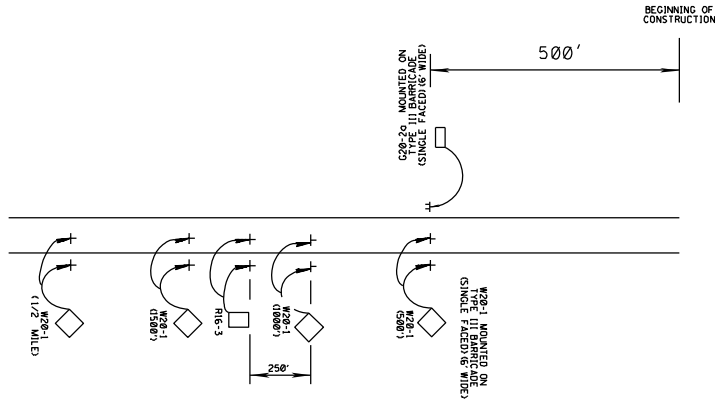 BEGINNING OF
CONSTRUCTION
500'
G20-2a MOUNTED ON
TYPE III BARRICADE
(SINGLE FACED)(6' WIDE)
W20-1
(1/2 MILE)
W20-1
(1500')
R16-3
W20-1
(1000')
250'
W20-1
(500')
W20-1 MOUNTED ON
TYPE III BARRICADE
(SINGLE FACED)(6' WIDE)